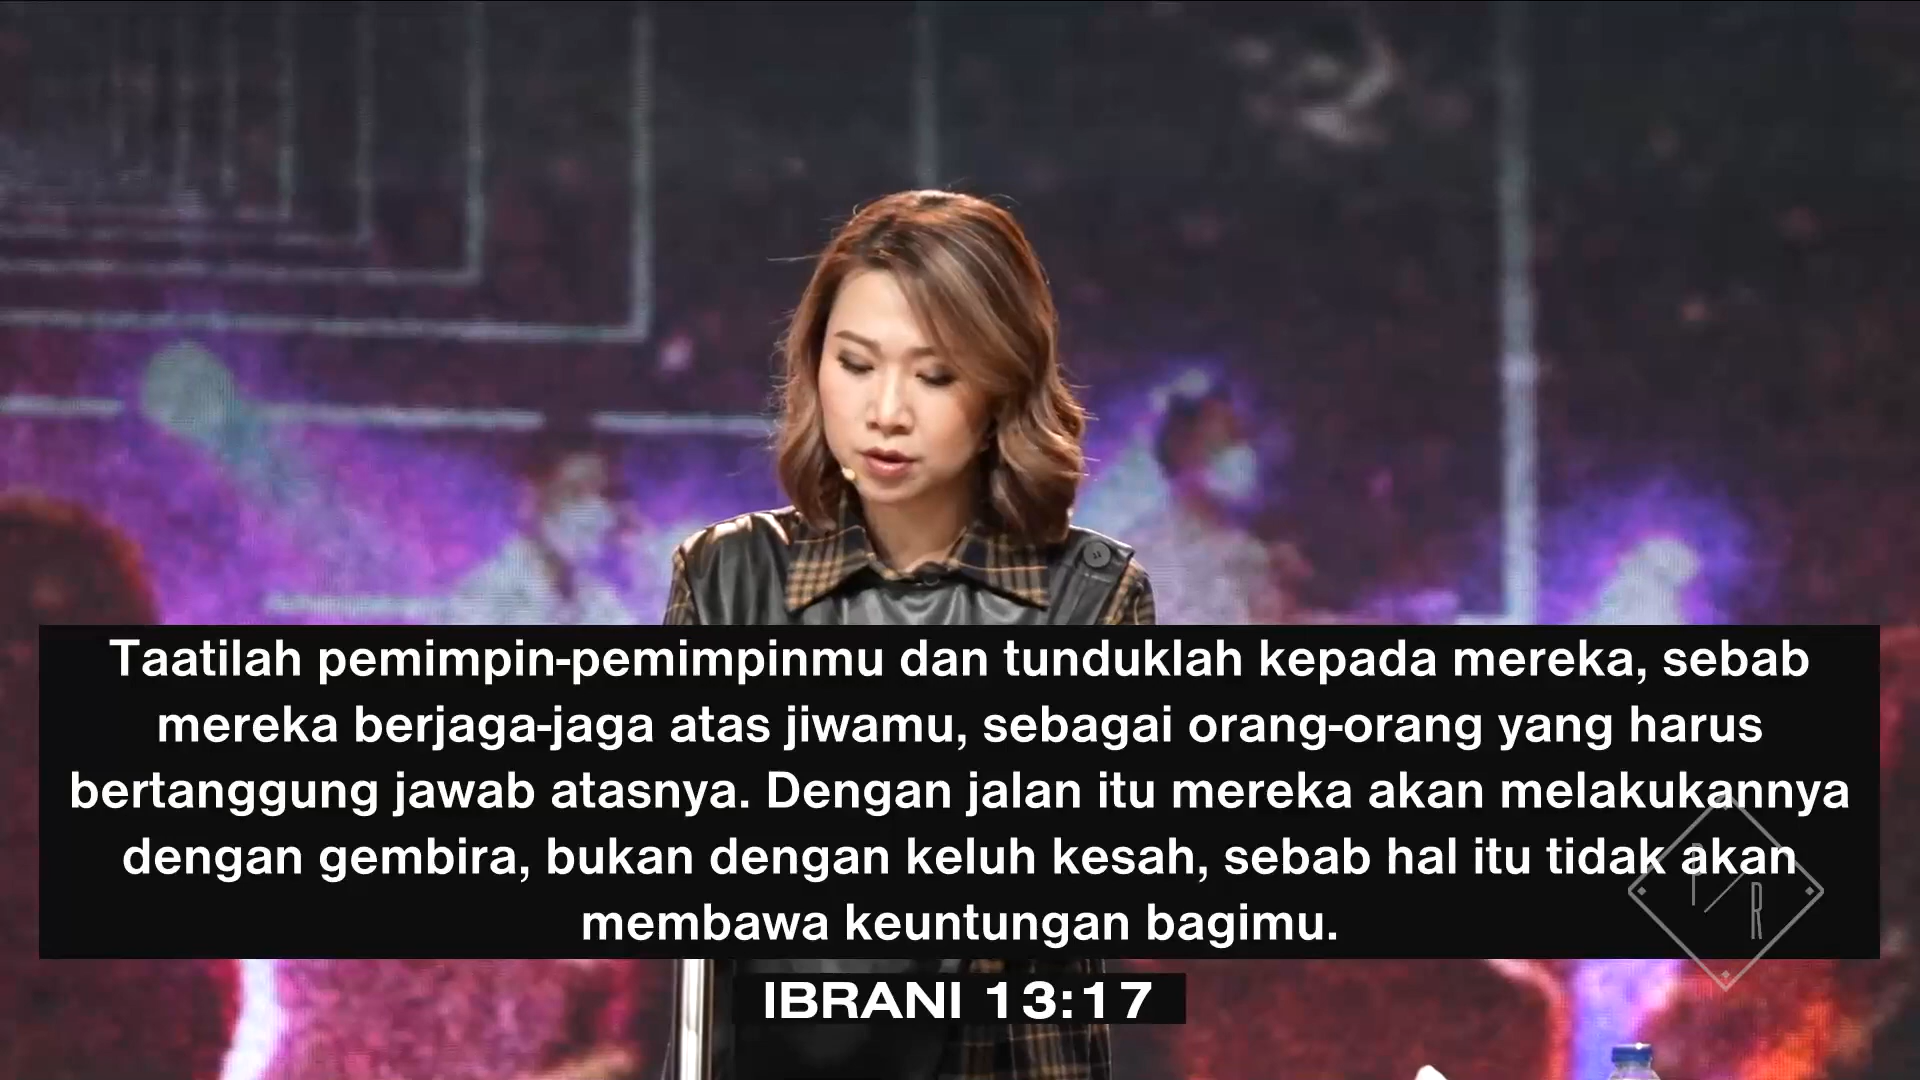 Taatilah pemimpin-pemimpinmu dan tunduklah kepada mereka, sebab
mereka berjaga-jaga atas jiwamu, sebagai orang-orang yang harus
bertanggung jawab atasnya. Dengan jalan itu mereka akan melakukannya
dengan gembira, bukan dengan keluh kesah, sebab hal itu tidak akan
membawa keuntungan bagimu.
P/R
IBRANI 13:17